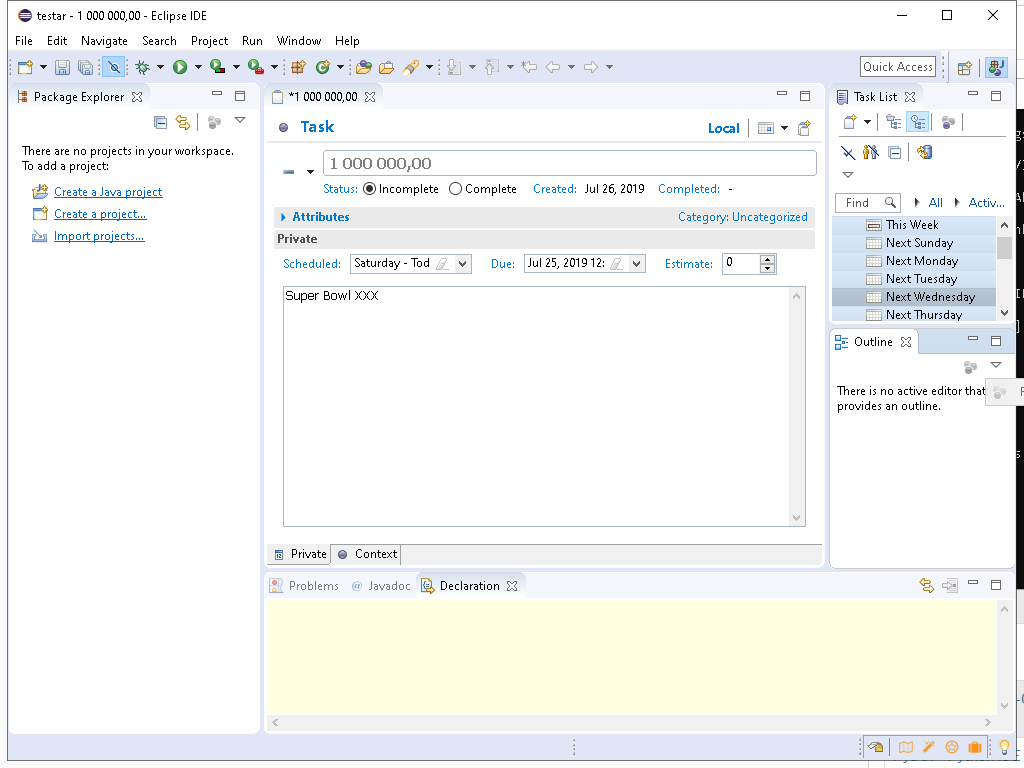 testar - 1 000 000,00 - Eclipse IDE
File Edit Navigate Search Project Run Window Help
Quick Access
Package Explorer
There are no projects in your workspace.
To add a project:
Create a Java project
Create a project...
Import projects...
*1 000 000,00
Task
Local
1 000 000,00
Status: Incomplete Complete Created: Jul 26, 2019 Completed: -
Attributes Category: Uncategorized
Private
Scheduled: Saturday - Tod Due: Jul 25, 2019 12: Estimate: 0
Super Bowl XXX
Private Context
Problems @ Javadoc Declaration
Task List
Find All Activ...
This Week
Next Sunday
Next Monday
Next Tuesday
Next Wednesday
Next Thursday
Outline
There is no active editor that
provides an outline.